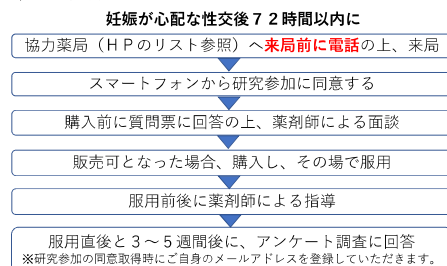 妊娠が心配な性交後７２時間以内に
協力薬局（ＨＰのリスト参照）へ来局前に電話の上、来局
スマートフォンから研究参加に同意する
購入前に質問票に回答の上、薬剤師による面談
販売可となった場合、購入し、その場で服用
服用前後に薬剤師による指導
服用直後と３～５週間後に、アンケート調査に回答
※研究参加の同意取得時にご自身のメールアドレスを登録していただきます。